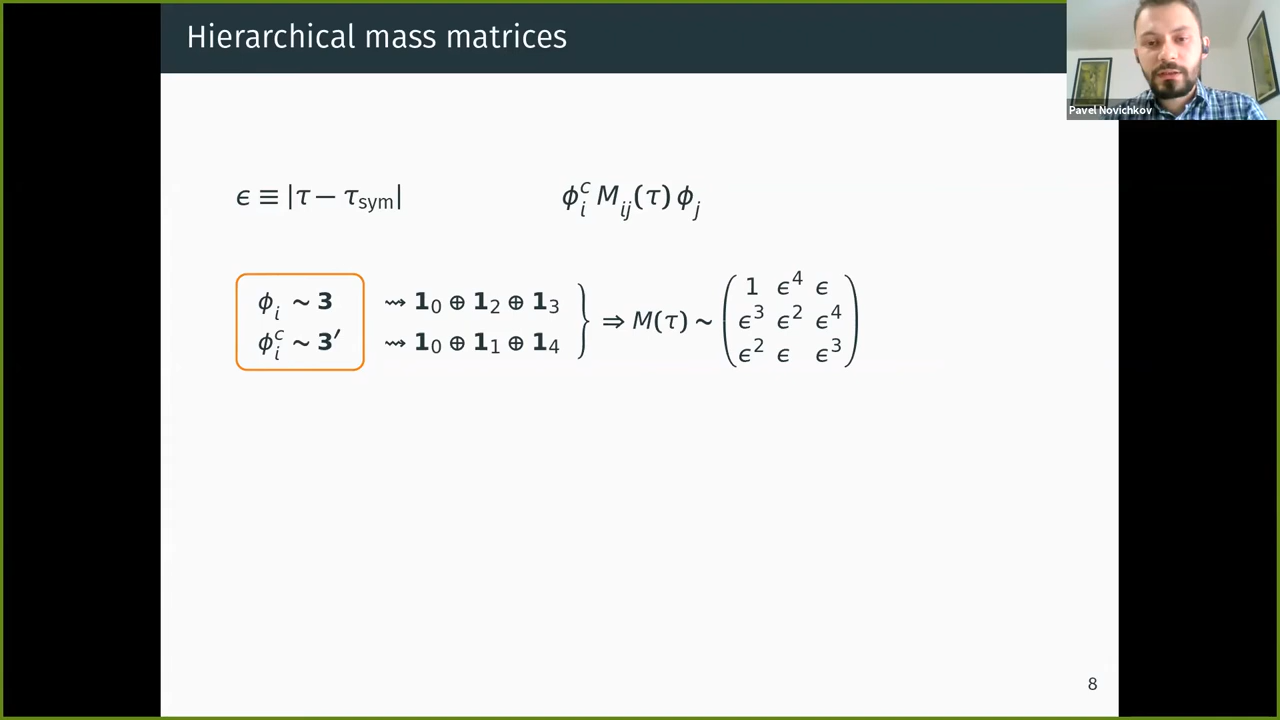 Hierarchical mass matrices
Pavel Novichkov
ϵ ≡ |τ − τ_sym|
ϕ_i^c M_ij(τ) ϕ_j
ϕ_i ~ 3 ⇝ 1_0 ⊕ 1_2 ⊕ 1_3
ϕ_i^c ~ 3′ ⇝ 1_0 ⊕ 1_1 ⊕ 1_4
} ⇒ M(τ) ~
1 ϵ^4 ϵ
ϵ^3 ϵ^2 ϵ^4
ϵ^2 ϵ ϵ^3
8